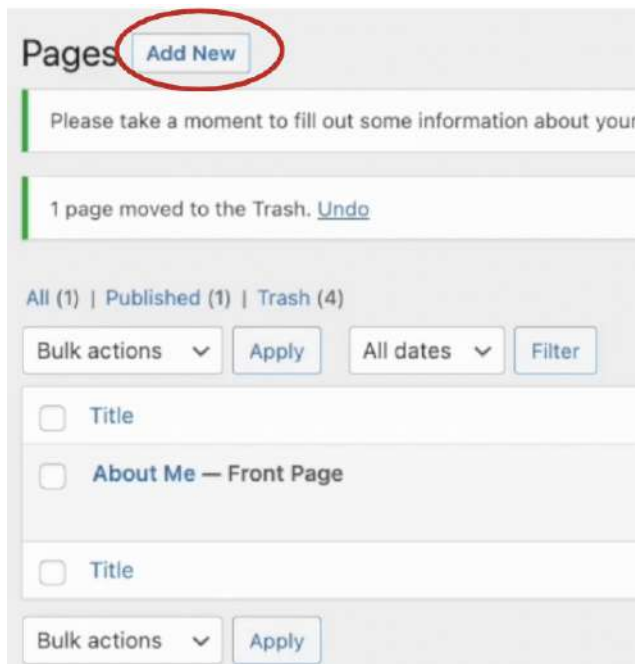 Pages Add New
Please take a moment to fill out some information about your
1 page moved to the Trash. Undo
All (1) | Published (1) | Trash (4)
Bulk actions Apply All dates Filter
Title
About Me — Front Page
Title
Bulk actions Apply